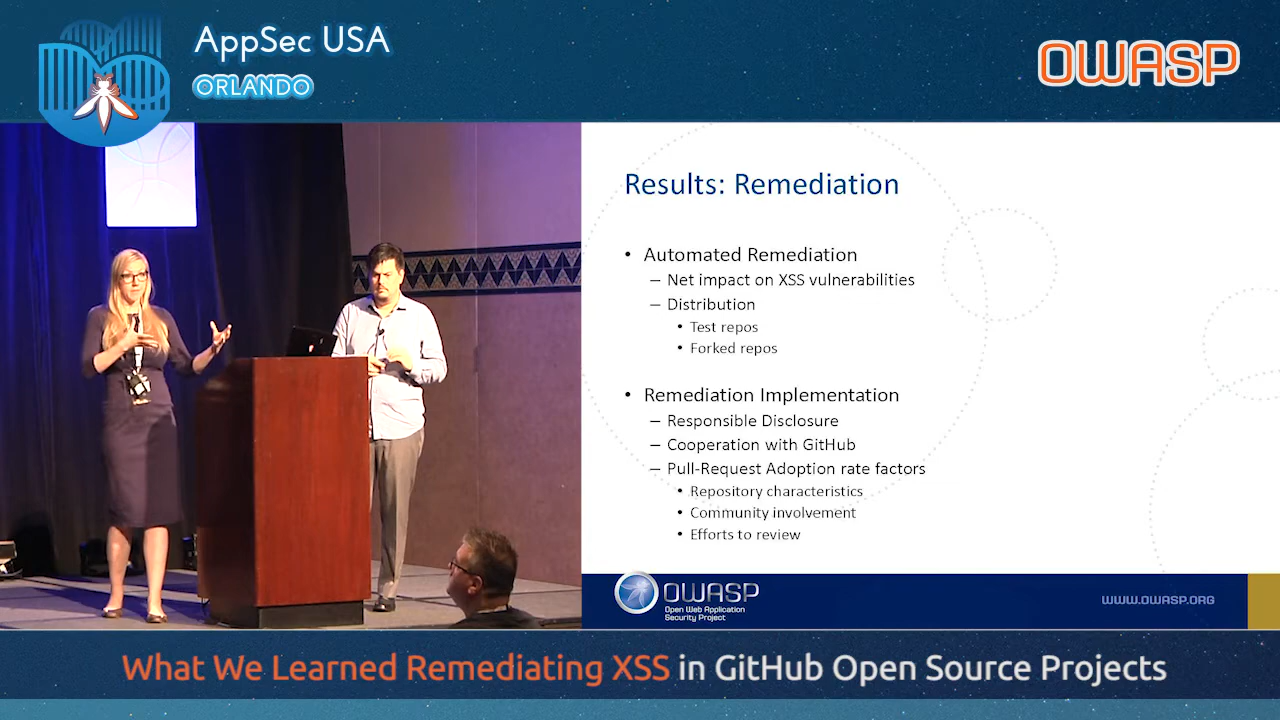 AppSec USA
ORLANDO
OWASP
Results: Remediation
• Automated Remediation
– Net impact on XSS vulnerabilities
– Distribution
• Test repos
• Forked repos
• Remediation Implementation
– Responsible Disclosure
– Cooperation with GitHub
– Pull-Request Adoption rate factors
• Repository characteristics
• Community involvement
• Efforts to review
OWASP
Open Web Application
Security Project
WWW.OWASP.ORG
What We Learned Remediating XSS in GitHub Open Source Projects